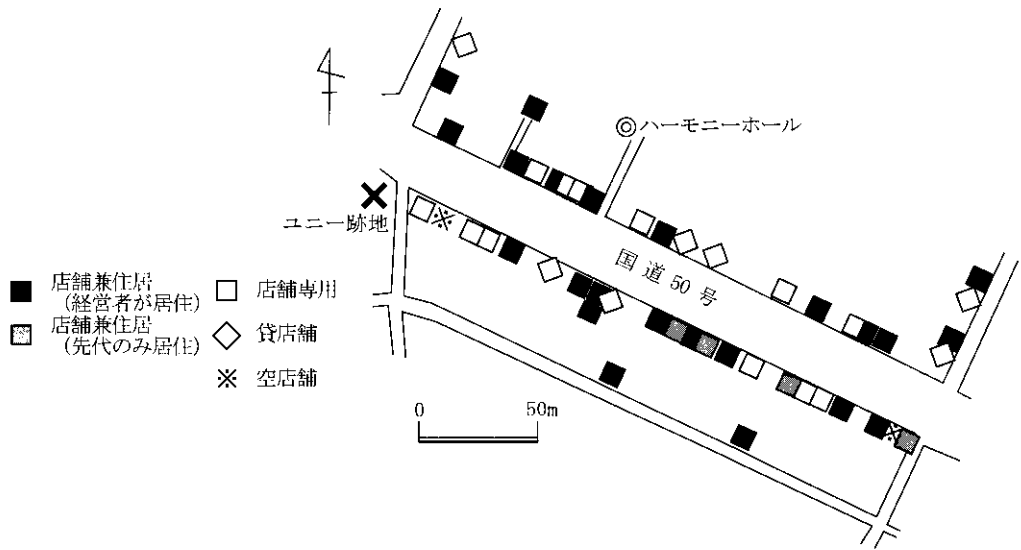 ハーモニーホール
ユニー跡地
国道50号
店舗兼住居
(経営者が居住)
店舗兼住居
(先代のみ居住)
店舗専用
貸店舗
※ 空店舗
0 50m